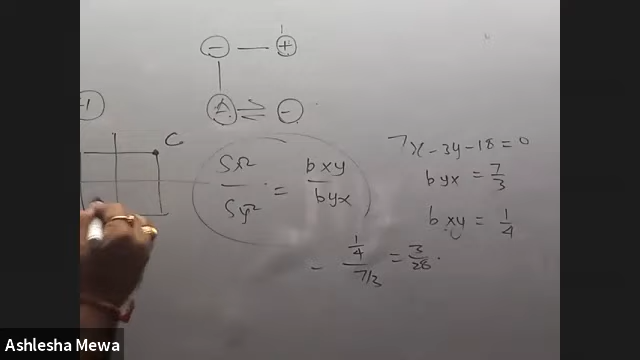 - — +
Δ ⇌ -
+1
C
Sx² / Sy² = bxy / byx
7x - 3y - 18 = 0
byx = 7/3
bxy = 1/4
- 1/4 / 7/3 = 3/28.
Ashlesha Mewa